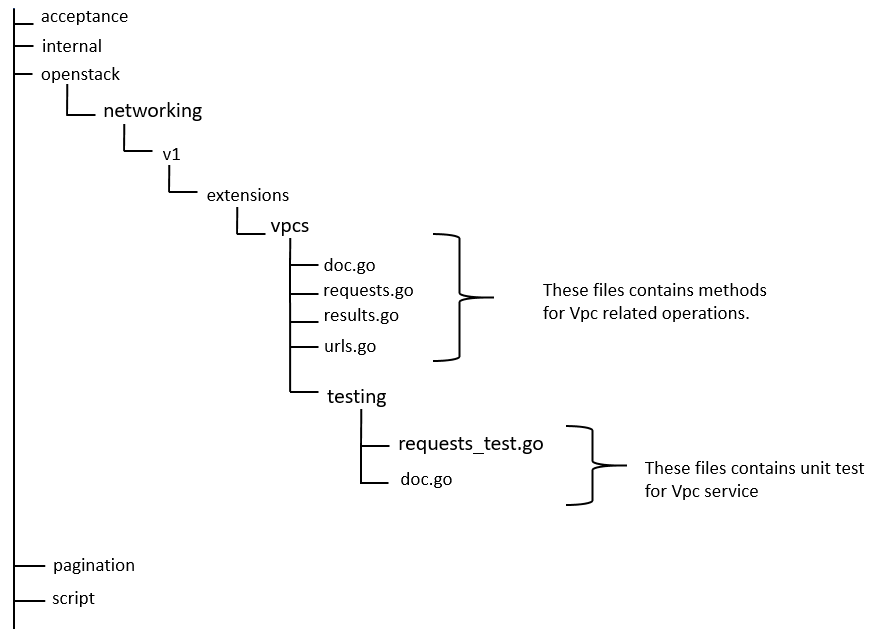 acceptance
internal
openstack
networking
v1
extensions
vpcs
doc.go
requests.go
results.go
urls.go
These files contains methods
for Vpc related operations.
testing
requests_test.go
doc.go
These files contains unit test
for Vpc service
pagination
script